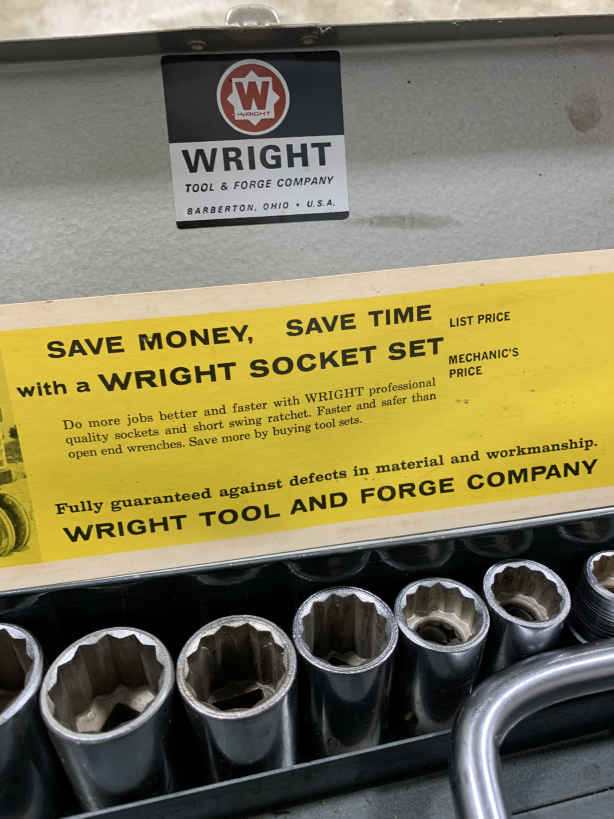 W
WRIGHT
WRIGHT
TOOL & FORGE COMPANY
BARBERTON, OHIO • U.S.A.
SAVE MONEY, SAVE TIME
with a WRIGHT SOCKET SET
LIST PRICE
MECHANIC'S
PRICE
Do more jobs better and faster with WRIGHT professional
quality sockets and short swing ratchet. Faster and safer than
open end wrenches. Save more by buying tool sets.
Fully guaranteed against defects in material and workmanship.
WRIGHT TOOL AND FORGE COMPANY